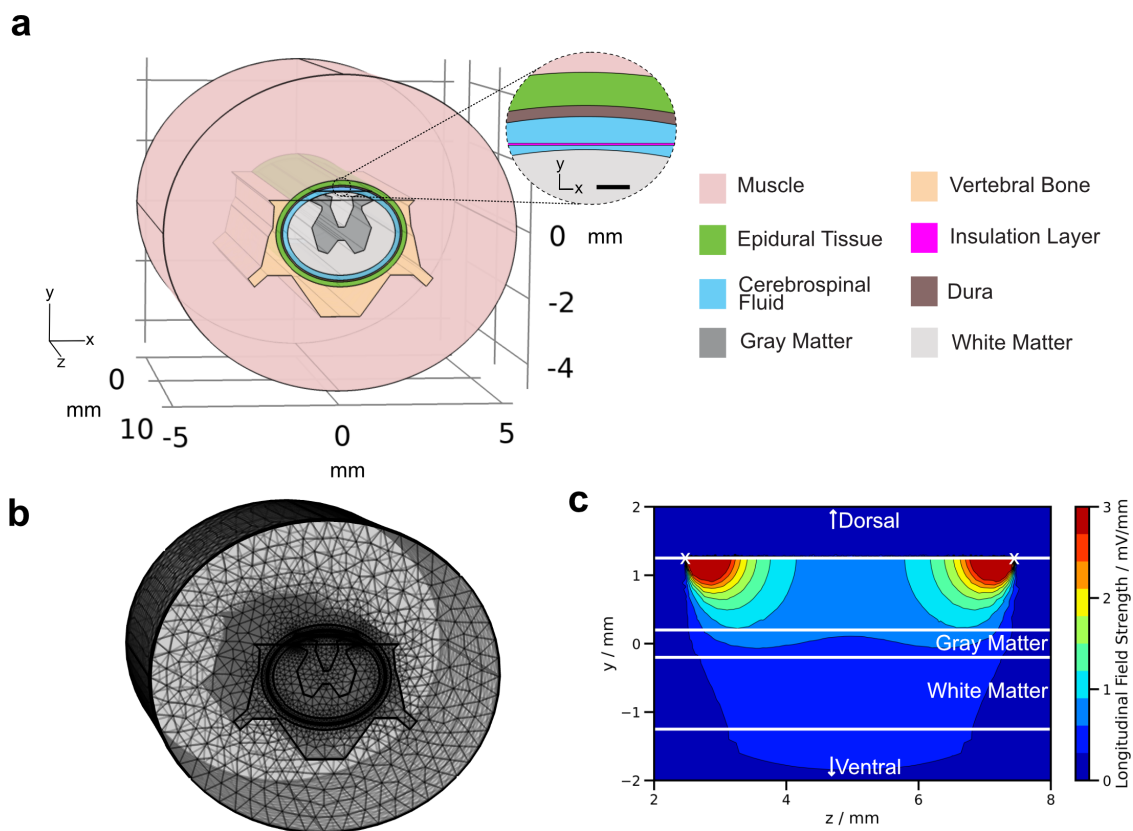 a
y
x
Muscle
Vertebral Bone
Epidural Tissue
Insulation Layer
Cerebrospinal
Fluid
Dura
Gray Matter
White Matter
0 mm
-2
-4
y
x
z
0
mm
10
-5
0
5
mm
b
c
2
1
0
−1
−2
y / mm
2
4
6
8
z / mm
↑Dorsal
x
x
Gray Matter
White Matter
↓Ventral
3
2
1
0
Longitudinal Field Strength / mV/mm